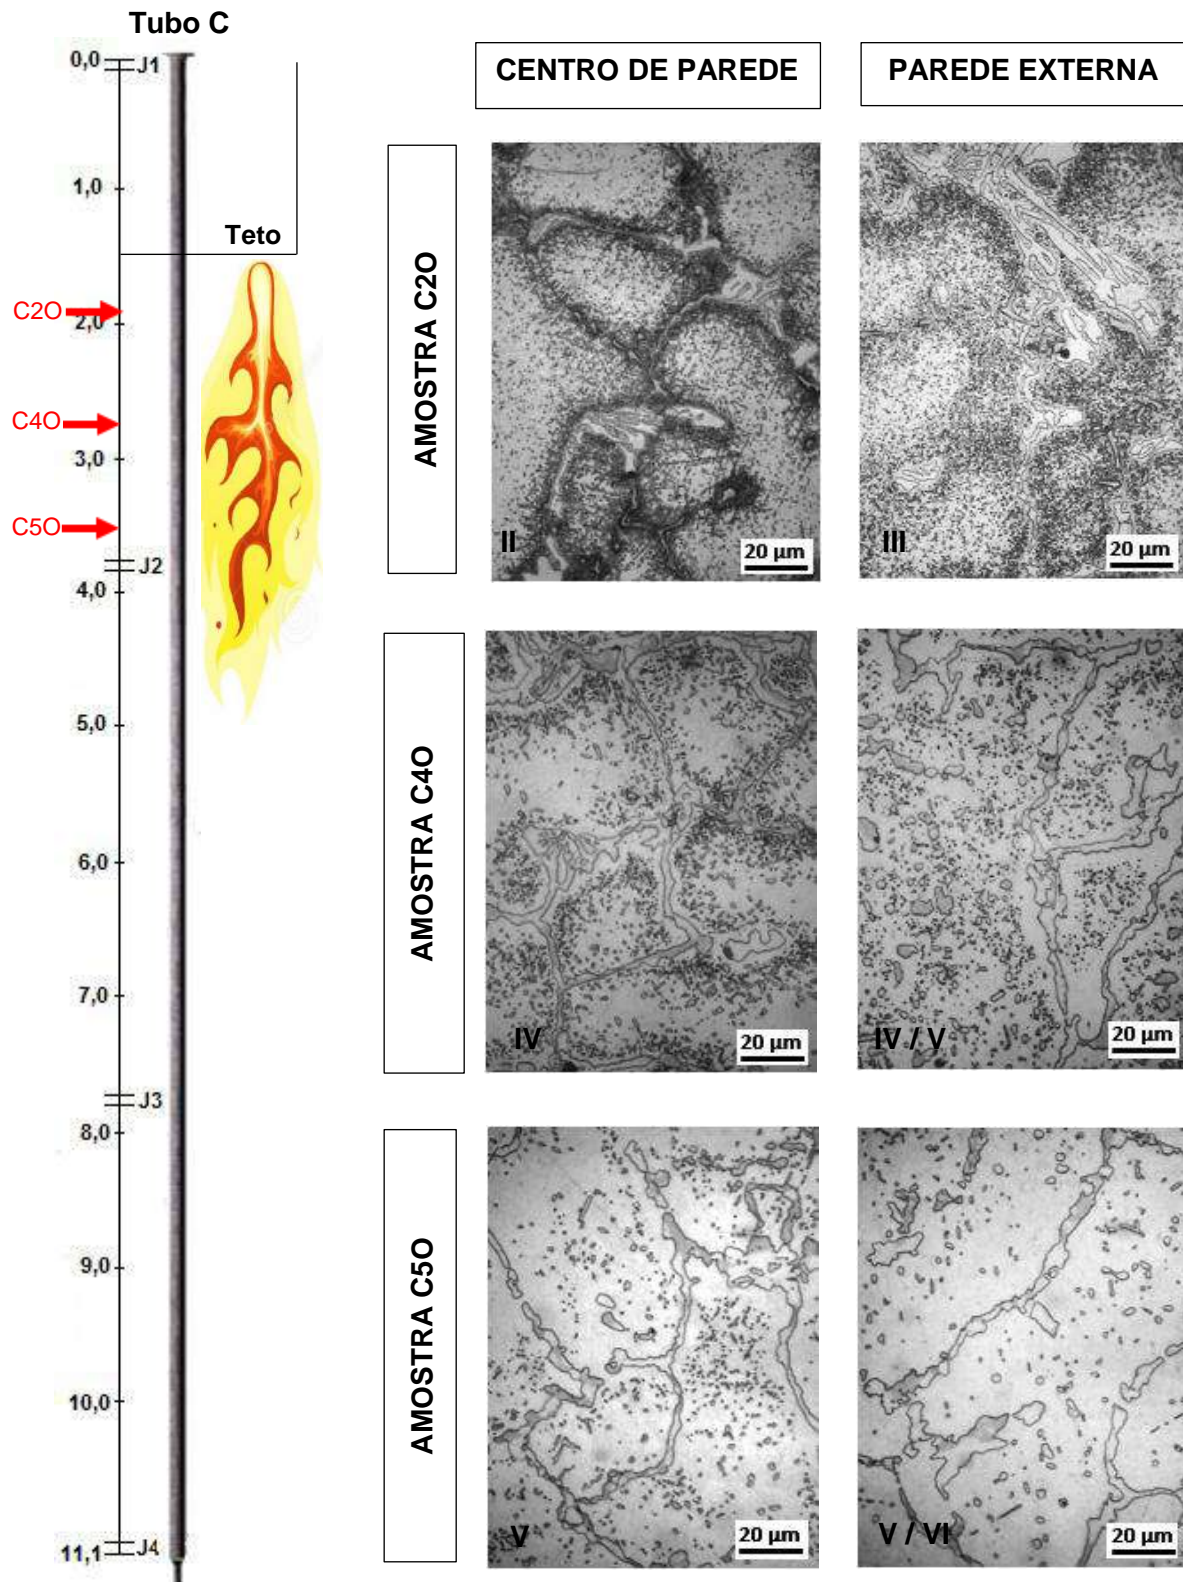 Tubo C
0,0
J1
1,0
Teto
C2O
2,0
C4O
3,0
C5O
J2
4,0
5,0
6,0
7,0
J3
8,0
9,0
10,0
11,1
J4
CENTRO DE PAREDE
PAREDE EXTERNA
AMOSTRA C2O
II
20 µm
III
20 µm
AMOSTRA C4O
IV
20 µm
IV / V
20 µm
AMOSTRA C5O
V
20 µm
V / VI
20 µm